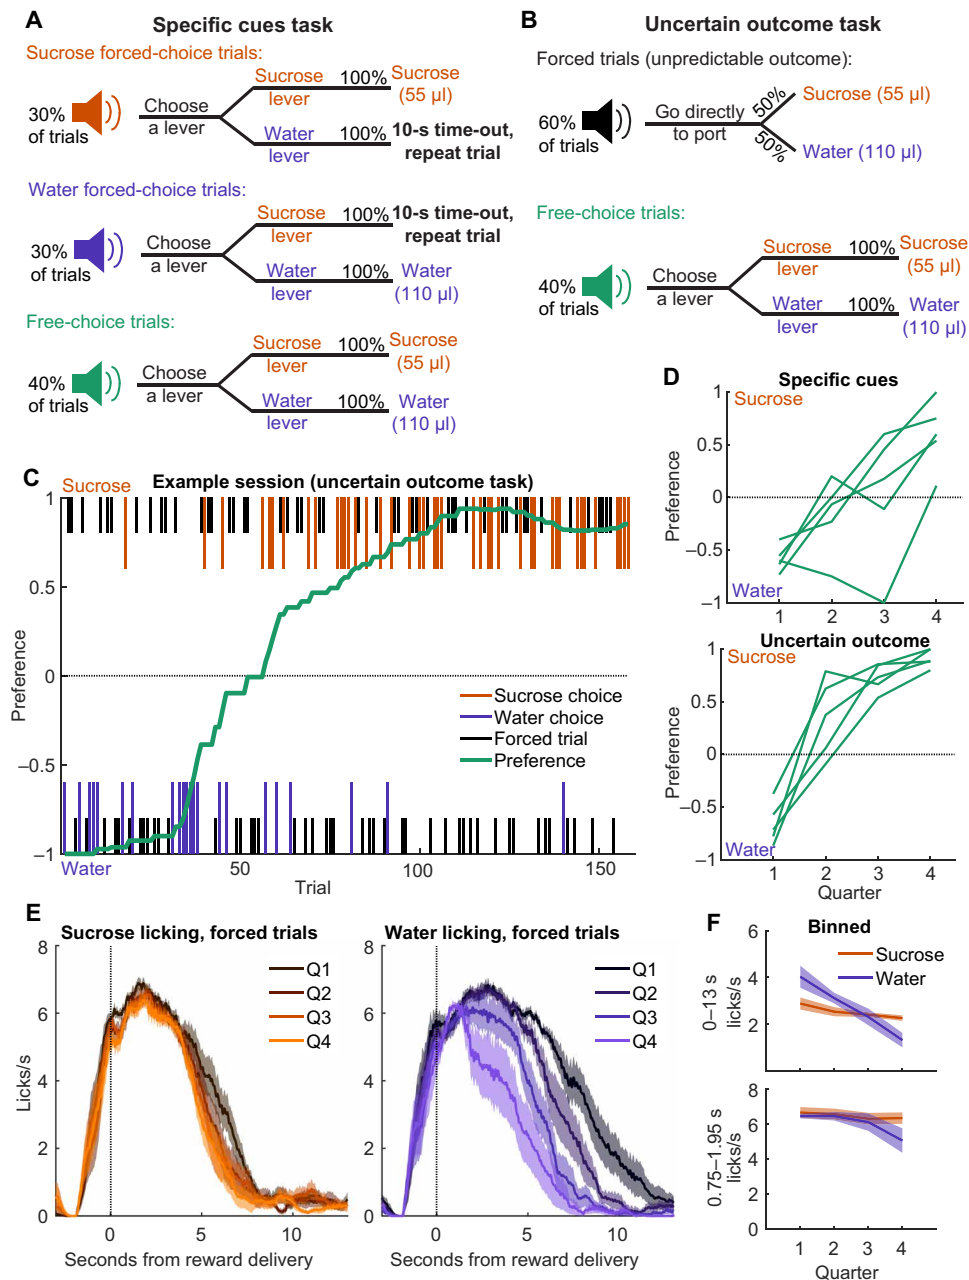 A
Specific cues task
Sucrose forced-choice trials:
30%
of trials
Choose
a lever
Sucrose
lever
100%
Sucrose
(55 µl)
Water
lever
100%
10-s time-out,
repeat trial
Water forced-choice trials:
30%
of trials
Choose
a lever
Sucrose
lever
100%
10-s time-out,
repeat trial
Water
lever
100%
Water
(110 µl)
Free-choice trials:
40%
of trials
Choose
a lever
Sucrose
lever
100%
Sucrose
(55 µl)
Water
lever
100%
Water
(110 µl)
B
Uncertain outcome task
Forced trials (unpredictable outcome):
60%
of trials
Go directly
to port
50%
Sucrose (55 µl)
50%
Water (110 µl)
Free-choice trials:
40%
of trials
Choose
a lever
Sucrose
lever
100%
Sucrose
(55 µl)
Water
lever
100%
Water
(110 µl)
C
Example session (uncertain outcome task)
Sucrose
1
0.5
0
–0.5
–1
Preference
Water
50
100
150
Trial
Sucrose choice
Water choice
Forced trial
Preference
D
Specific cues
Sucrose
1
0.5
0
–0.5
–1
Preference
Water
1
2
3
4
Uncertain outcome
Sucrose
1
0.5
0
–0.5
–1
Preference
Water
1
2
3
4
Quarter
E
Sucrose licking, forced trials
8
6
4
2
0
Licks/s
Q1
Q2
Q3
Q4
0
5
10
Seconds from reward delivery
Water licking, forced trials
8
6
4
2
0
Q1
Q2
Q3
Q4
0
5
10
Seconds from reward delivery
F
Binned
6
4
2
0–13 s
licks/s
Sucrose
Water
8
6
4
2
0
0.75–1.95 s
licks/s
1
2
3
4
Quarter